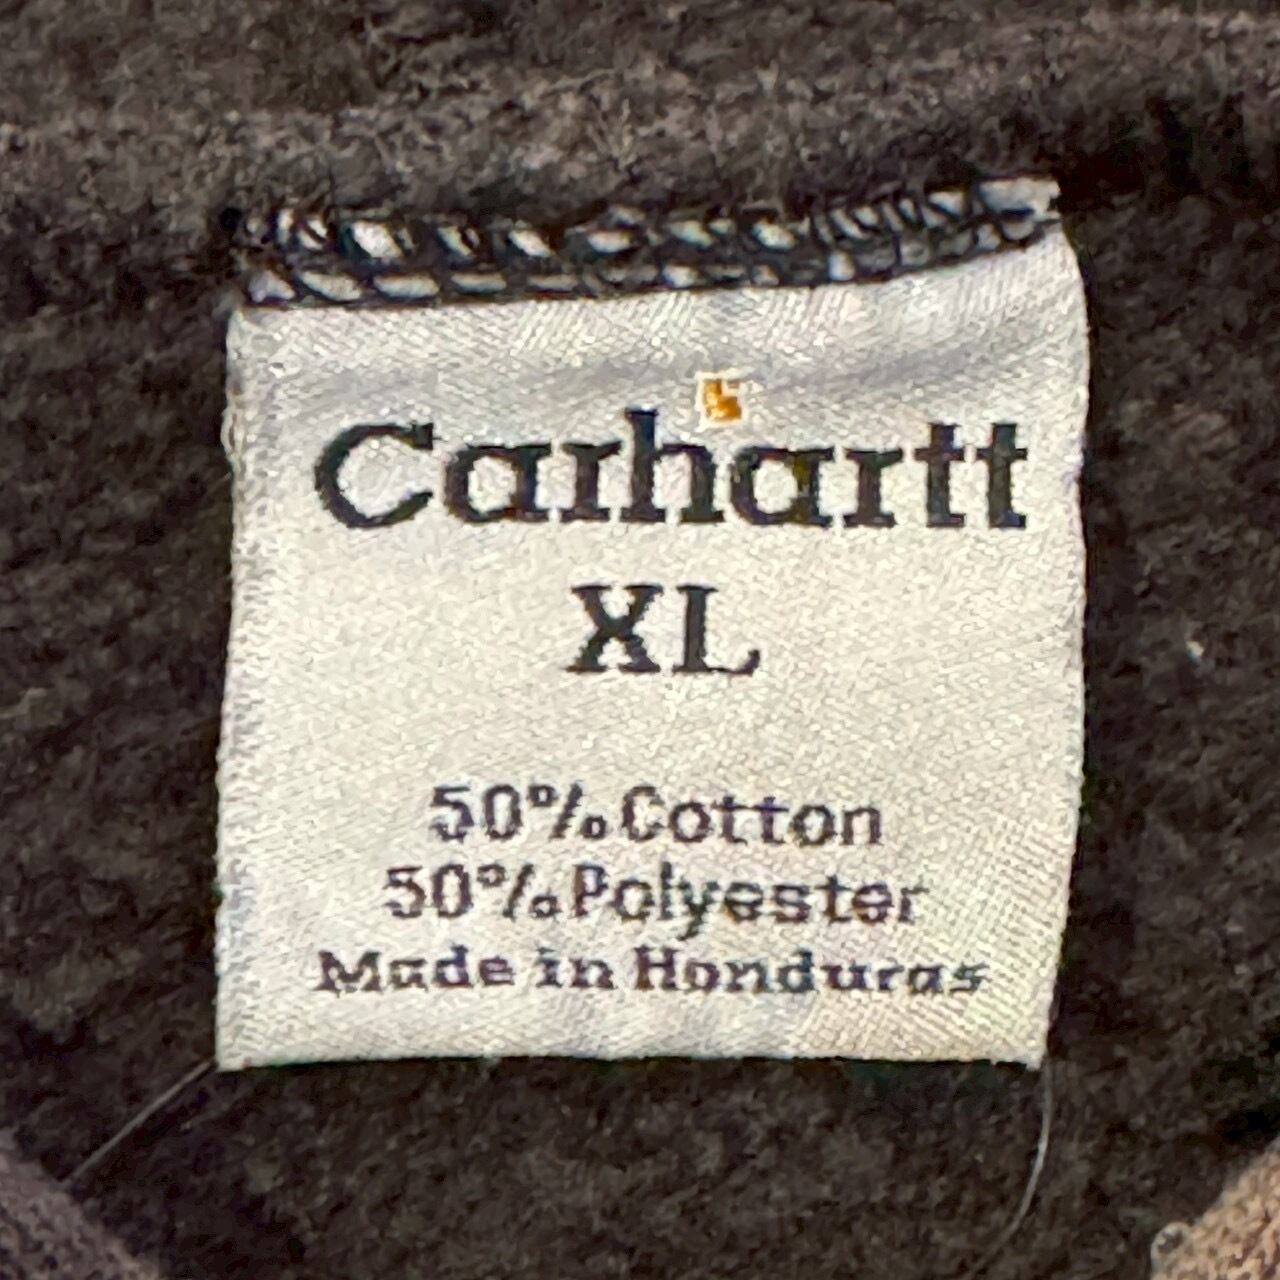 Carhartt
XL
50% Cotton
50% Polyester
Made in Honduras